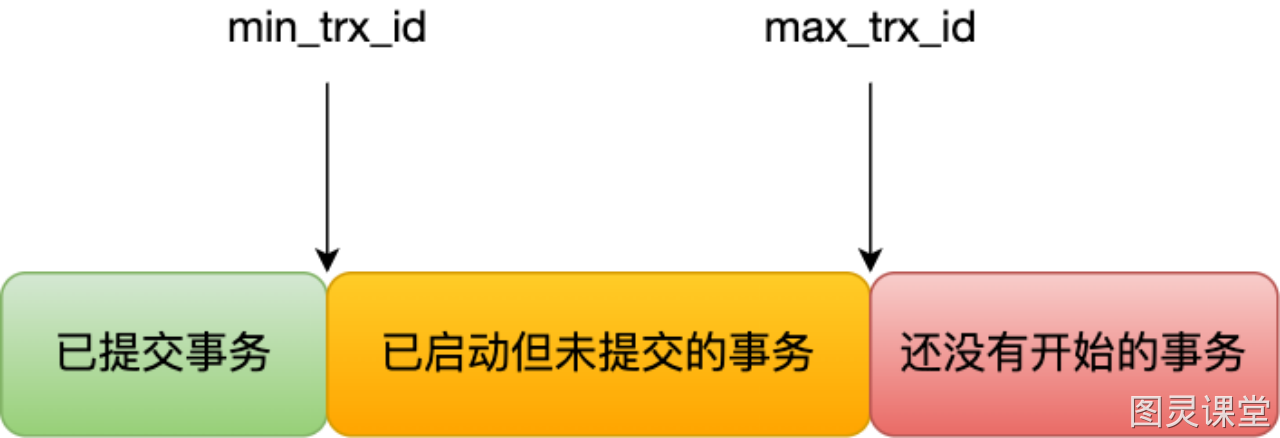 min_trx_id
max_trx_id
已提交事务
已启动但未提交的事务
还没有开始的事务
图灵课堂